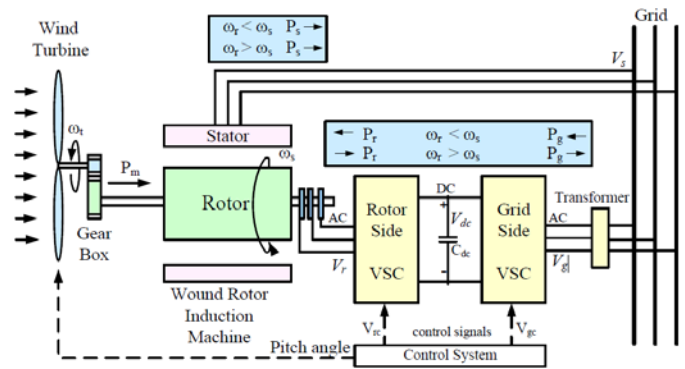 Wind
Turbine
ωr < ωs Ps
ωr > ωs Ps
Grid
Vs
Stator
Pr ωr < ωs Pg
Pr ωr > ωs Pg
ωt
Pm
ωs
Rotor
Gear
Box
AC
Vr
Rotor
Side
VSC
DC
+
Vdc
Cdc
-
Grid
Side
VSC
Transformer
AC
Vg|
Wound Rotor
Induction
Machine
Vrc control signals Vgc
Pitch angle
Control System